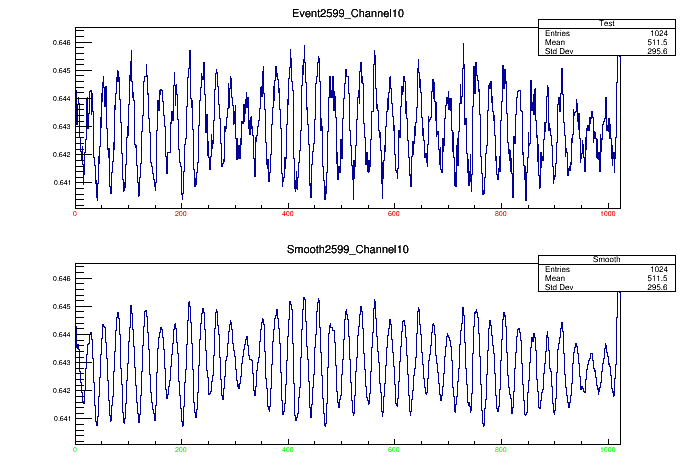 Event2599_Channel10
Test
Entries 1024
Mean 511.5
Std Dev 295.6
0.646
0.645
0.644
0.643
0.642
0.641
0 200 400 600 800 1000
Smooth2599_Channel10
Smooth
Entries 1024
Mean 511.5
Std Dev 295.6
0.646
0.645
0.644
0.643
0.642
0.641
0 200 400 600 800 1000